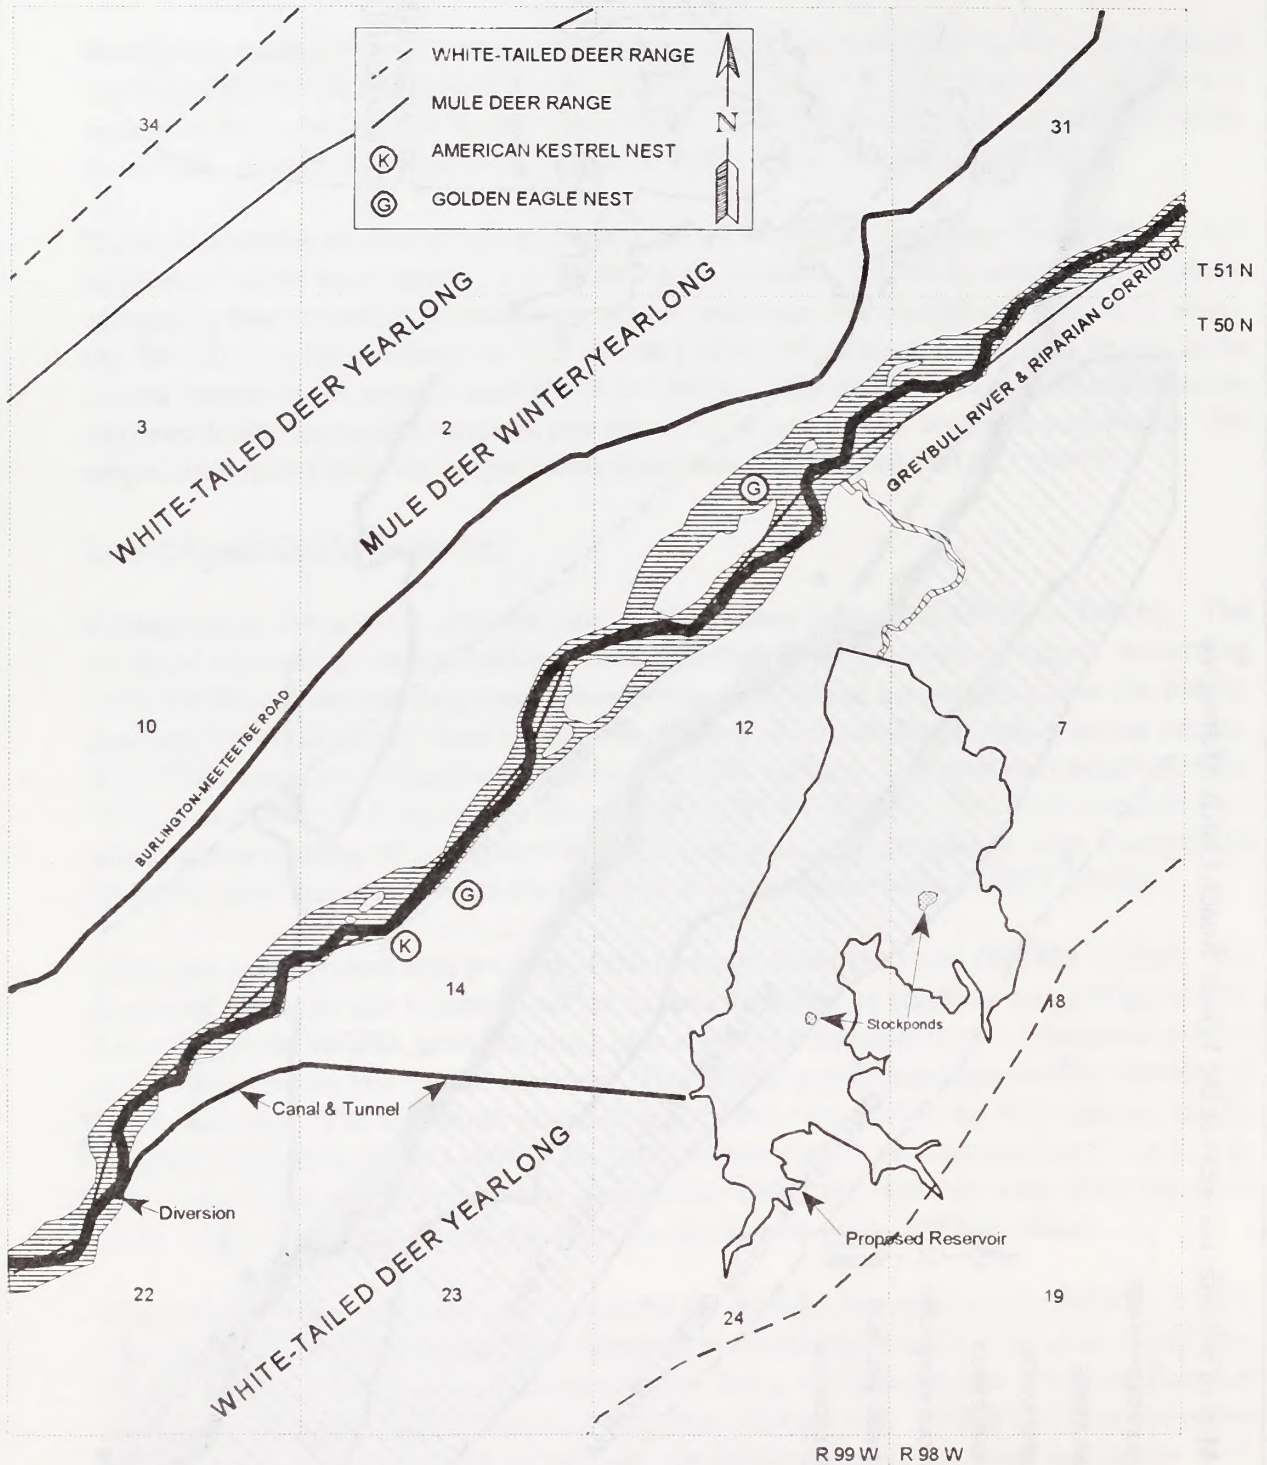 WHITE-TAILED DEER RANGE
MULE DEER RANGE
K AMERICAN KESTREL NEST
G GOLDEN EAGLE NEST
N
34
31
T 51 N
T 50 N
WHITE-TAILED DEER YEARLONG
MULE DEER WINTER/YEARLONG
GREYBULL RIVER & RIPARIAN CORRIDOR
3
2
G
10
BURLINGTON-MEETEETSE ROAD
12
7
G
K
14
18
Stockponds
Canal & Tunnel
WHITE-TAILED DEER YEARLONG
Diversion
Proposed Reservoir
22
23
24
19
R 99 W
R 98 W